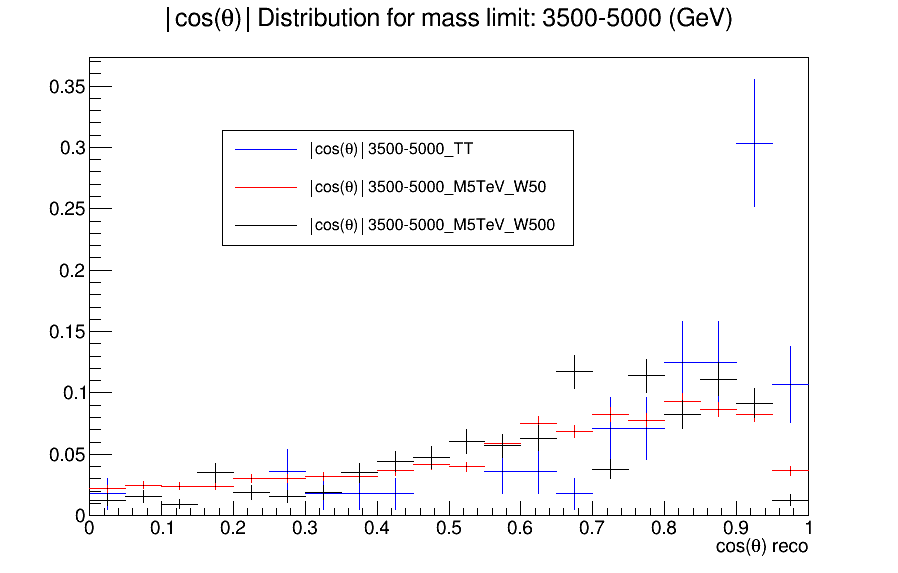 |cos(θ)| Distribution for mass limit: 3500-5000 (GeV)
0.35
0.3
0.25
0.2
0.15
0.1
0.05
0
|cos(θ)| 3500-5000_TT
|cos(θ)| 3500-5000_M5TeV_W50
|cos(θ)| 3500-5000_M5TeV_W500
0 0.1 0.2 0.3 0.4 0.5 0.6 0.7 0.8 0.9 1
cos(θ) reco